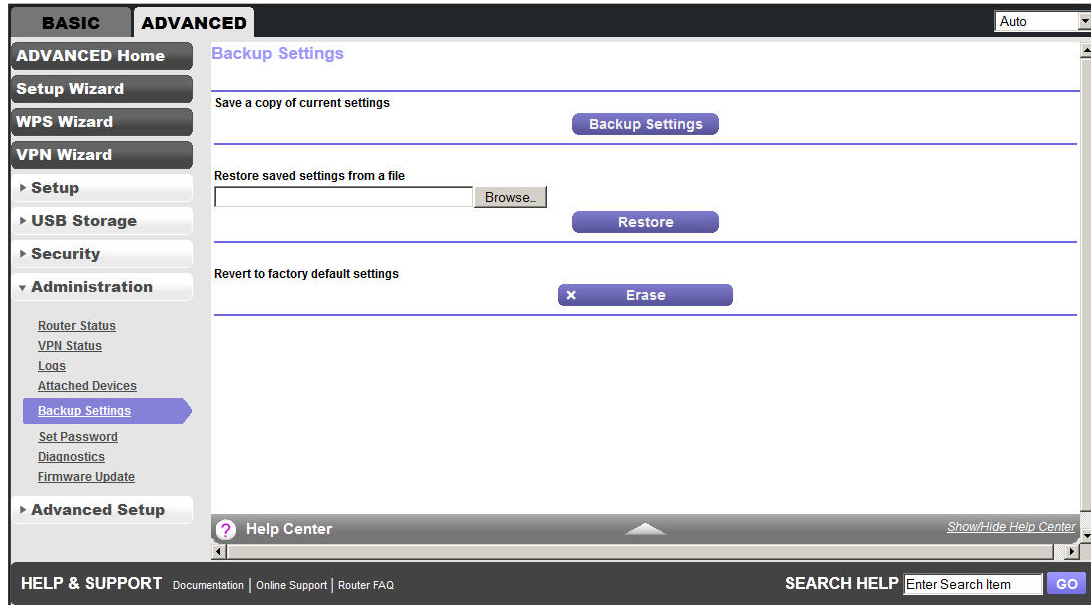 BASIC
ADVANCED
Auto
ADVANCED Home
Setup Wizard
WPS Wizard
VPN Wizard
Setup
USB Storage
Security
Administration
Router Status
VPN Status
Logs
Attached Devices
Backup Settings
Set Password
Diagnostics
Firmware Update
Advanced Setup
Backup Settings
Save a copy of current settings
Backup Settings
Restore saved settings from a file
Browse..
Restore
Revert to factory default settings
Erase
? Help Center
Show/Hide Help Center
HELP & SUPPORT Documentation | Online Support | Router FAQ
SEARCH HELP Enter Search Item GO